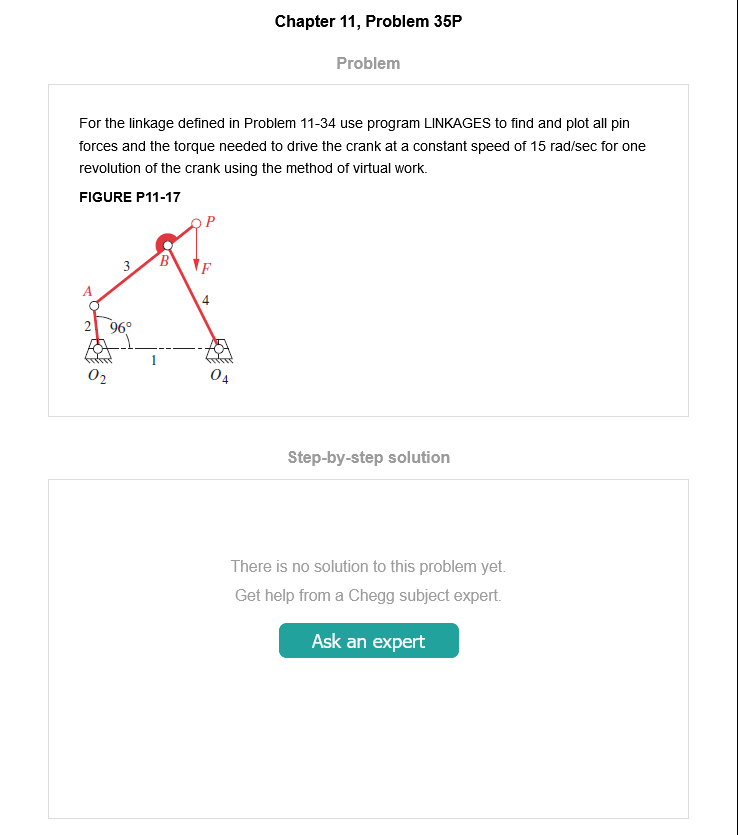 Chapter 11, Problem 35P
Problem
For the linkage defined in Problem 11-34 use program LINKAGES to find and plot all pin
forces and the torque needed to drive the crank at a constant speed of 15 rad/sec for one
revolution of the crank using the method of virtual work.
FIGURE P11-17
P
B
F
3
A
4
2
96°
1
O2
O4
Step-by-step solution
There is no solution to this problem yet.
Get help from a Chegg subject expert.
Ask an expert